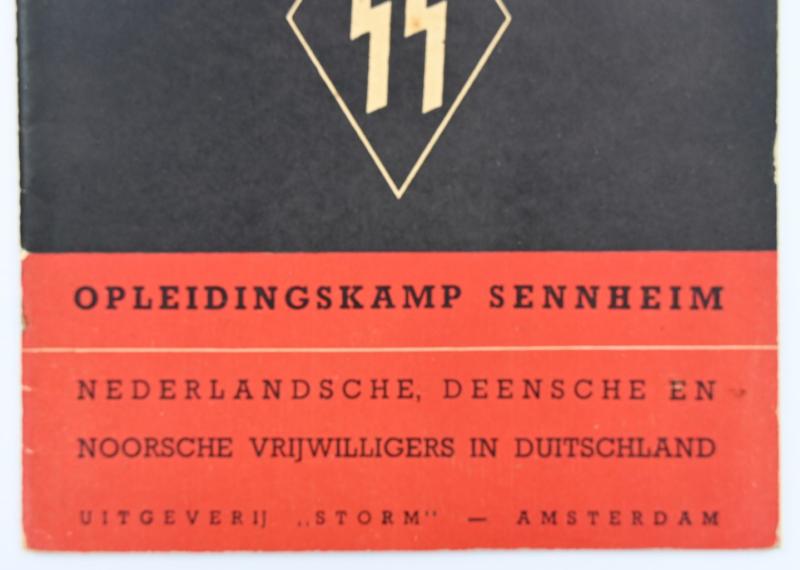 OPLEIDINGSKAMP SENNHEIM
NEDERLANDSCHE, DEENSCHE EN
NOORSCHE VRIJWILLIGERS IN DUITSCHLAND
UITGEVERIJ „STORM" — AMSTERDAM